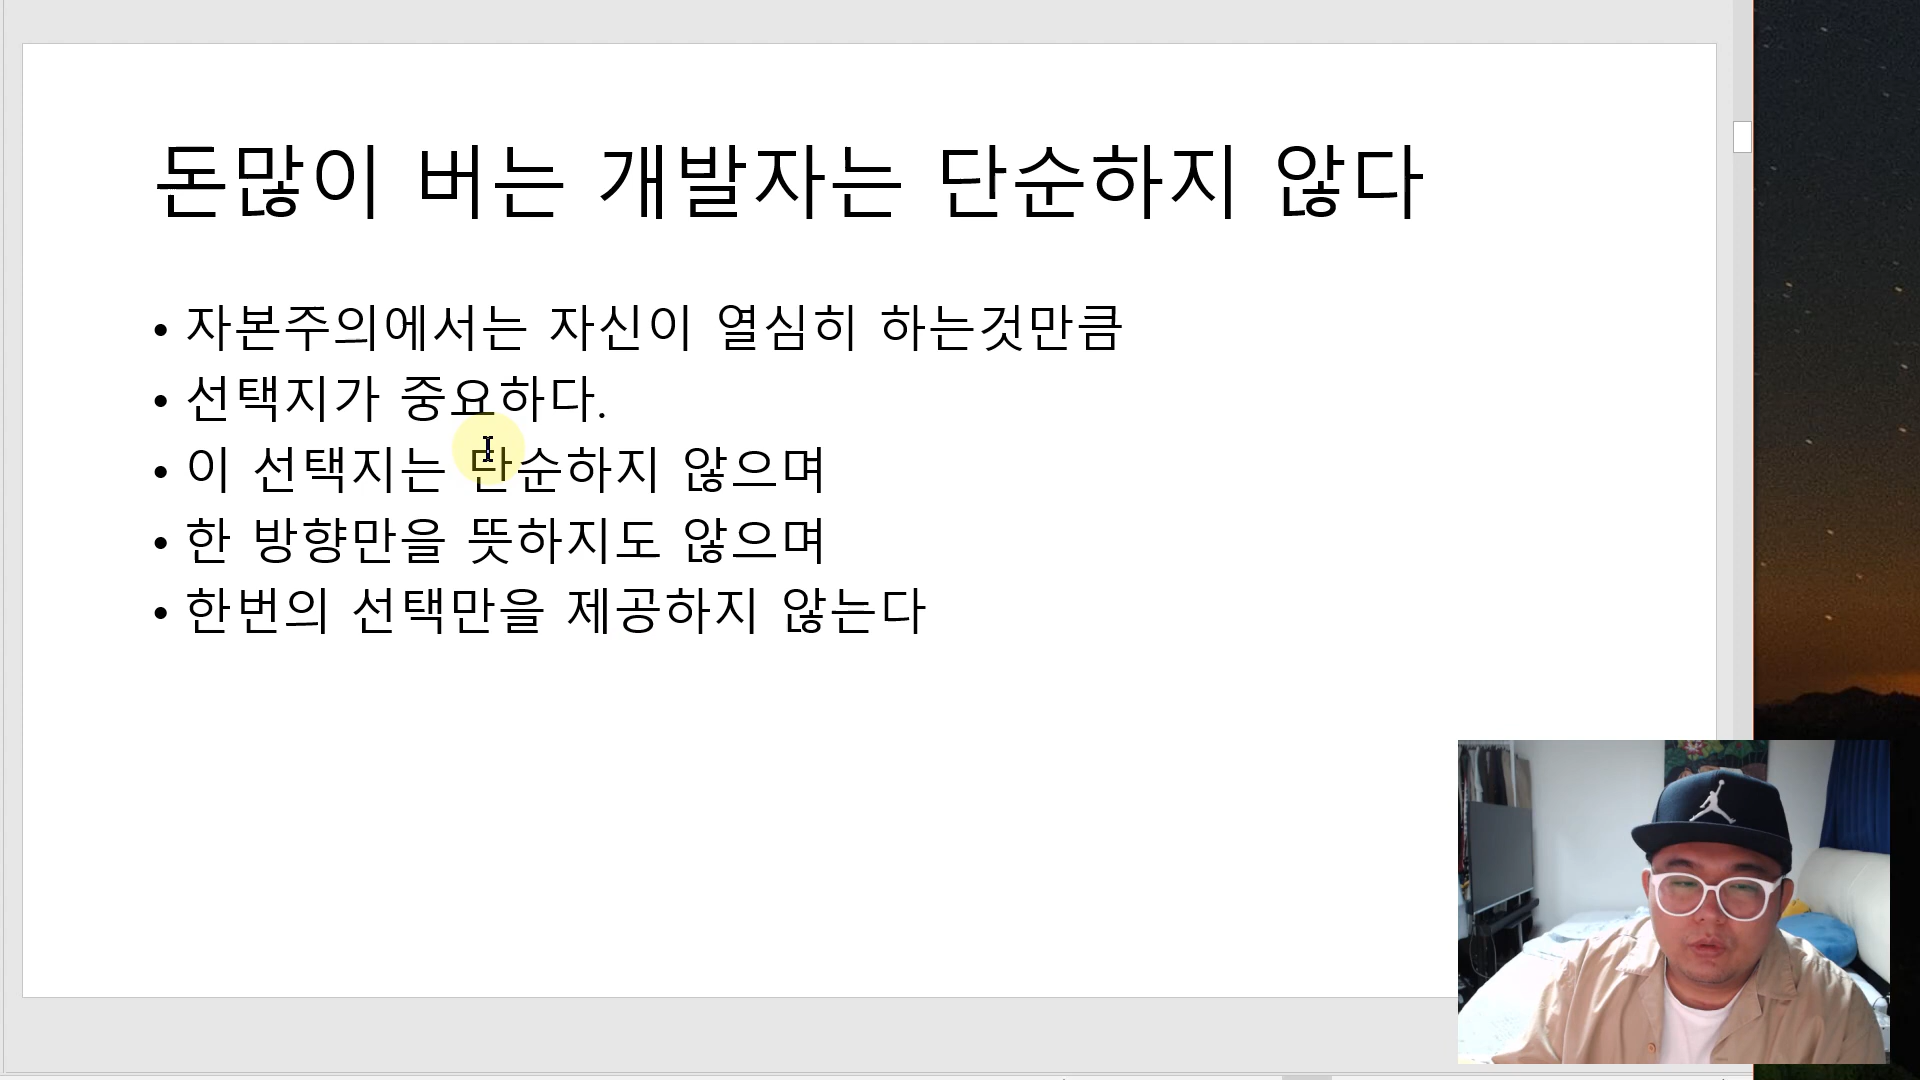 돈많이 버는 개발자는 단순하지 않다
• 자본주의에서는 자신이 열심히 하는것만큼
• 선택지가 중요하다.
• 이 선택지는 단순하지 않으며
• 한 방향만을 뜻하지도 않으며
• 한번의 선택만을 제공하지 않는다